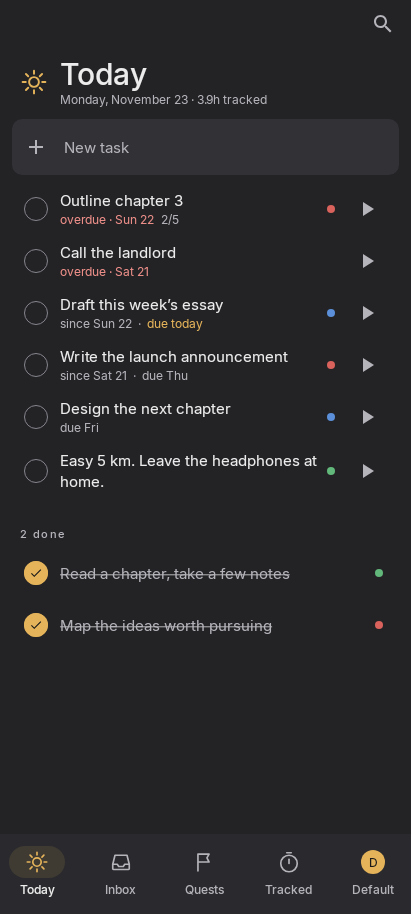 Today
Monday, November 23 · 3.9h tracked
New task
Outline chapter 3
overdue · Sun 22 2/5
Call the landlord
overdue · Sat 21
Draft this week’s essay
since Sun 22 · due today
Write the launch announcement
since Sat 21 · due Thu
Design the next chapter
due Fri
Easy 5 km. Leave the headphones at
home.
2 done
Read a chapter, take a few notes
Map the ideas worth pursuing
D
Today Inbox Quests Tracked Default